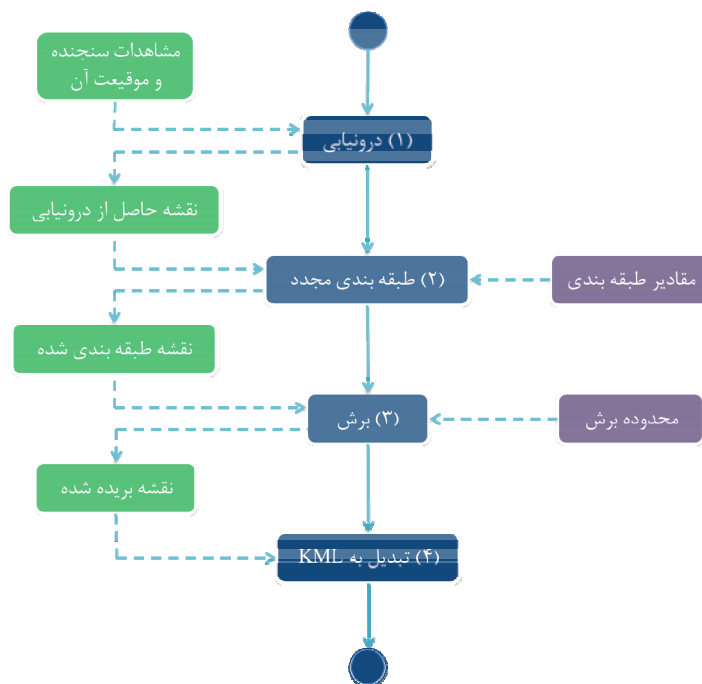 مشاهدات سنجنده
و موقیعت آن
(۱) درونیابی
نقشه حاصل از درونیابی
(۲) طبقه بندی مجدد
مقادیر طبقه بندی
نقشه طبقه بندی شده
(۳) برش
محدوده برش
نقشه بریده شده
(۴) تبدیل به KML